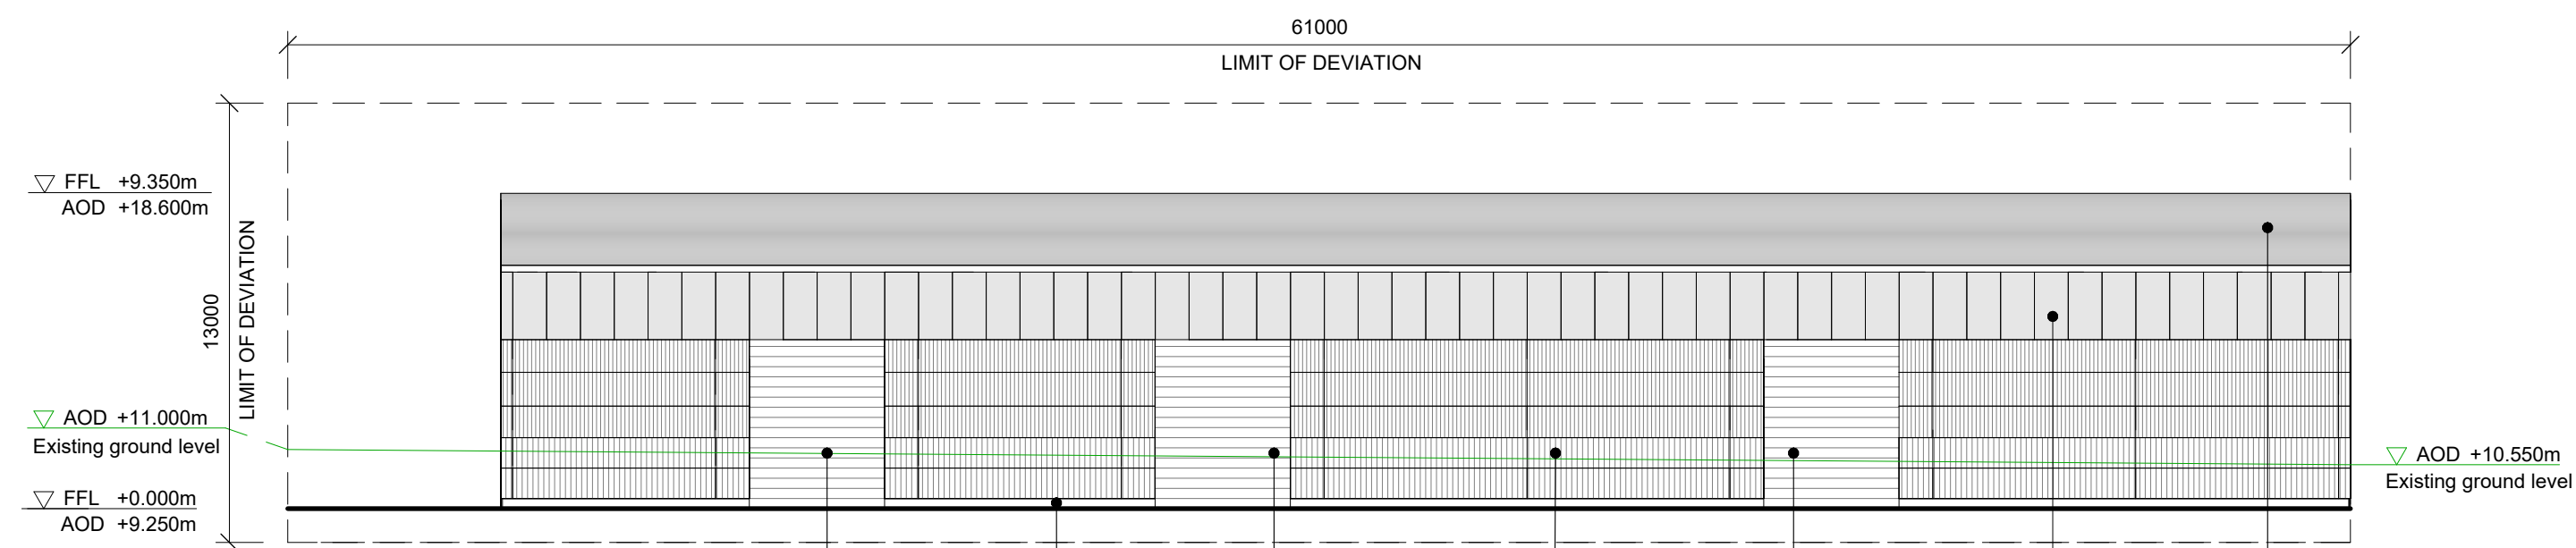 61000
LIMIT OF DEVIATION
FFL +9.350m
AOD +18.600m
LIMIT OF DEVIATION
13000
AOD +11.000m
Existing ground level
AOD +10.550m
Existing ground level
FFL +0.000m
AOD +9.250m